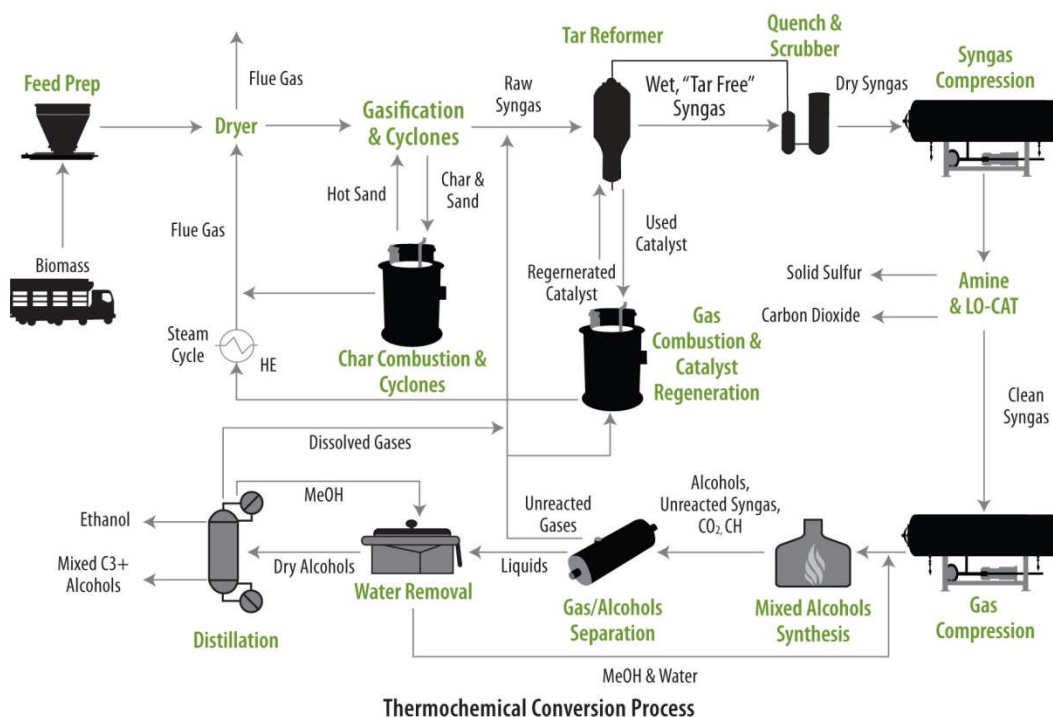 Feed Prep
Flue Gas
Dryer
Gasification
& Cyclones
Raw
Syngas
Tar Reformer
Wet, “Tar Free”
Syngas
Quench &
Scrubber
Dry Syngas
Syngas
Compression
Biomass
Flue Gas
Hot Sand
Char &
Sand
Used
Catalyst
Regernerated
Catalyst
Solid Sulfur
Carbon Dioxide
Amine
& LO-CAT
Steam
Cycle
HE
Char Combustion &
Cyclones
Gas
Combustion &
Catalyst
Regeneration
Clean
Syngas
Dissolved Gases
MeOH
Ethanol
Mixed C3+
Alcohols
Distillation
Dry Alcohols
Water Removal
Liquids
Unreacted
Gases
Gas/Alcohols
Separation
Alcohols,
Unreacted Syngas,
CO₂, CH
Mixed Alcohols
Synthesis
Gas
Compression
MeOH & Water
Thermochemical Conversion Process